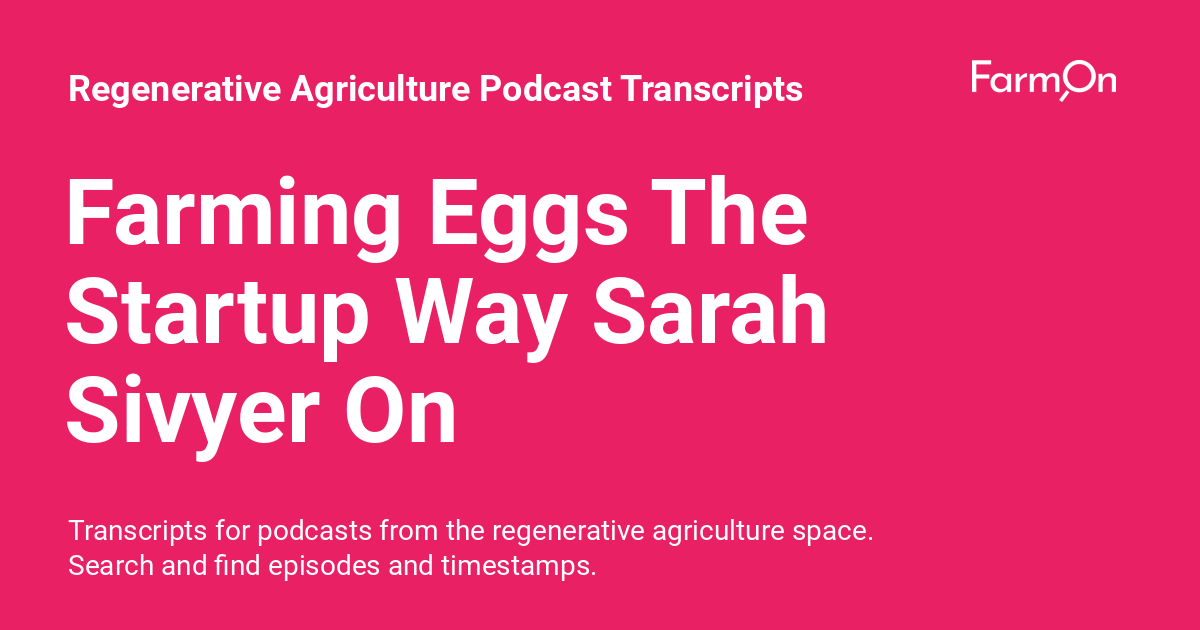 Regenerative Agriculture Podcast Transcripts
FarmOn
Farming Eggs The
Startup Way Sarah
Sivyer On
Transcripts for podcasts from the regenerative agriculture space.
Search and find episodes and timestamps.